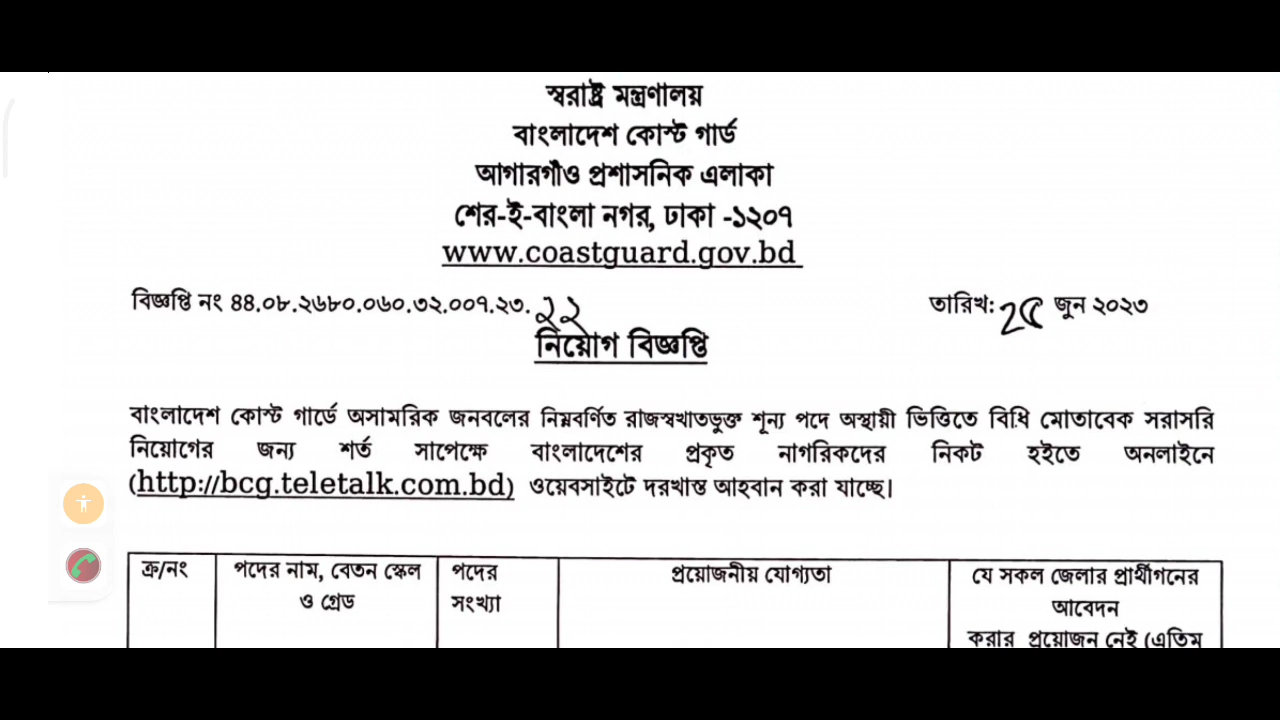 স্বরাষ্ট্র মন্ত্রণালয়
বাংলাদেশ কোস্ট গার্ড
আগারগাঁও প্রশাসনিক এলাকা
শের-ই-বাংলা নগর, ঢাকা -১২০৭
www.coastguard.gov.bd
বিজ্ঞপ্তি নং ৪৪.০৮.২৬৮০.০৬০.৩২.০০৭.২৩.২২ তারিখ: ২৫ জুন ২০২৩
নিয়োগ বিজ্ঞপ্তি
বাংলাদেশ কোস্ট গার্ডে অসামরিক জনবলের নিম্নবর্ণিত রাজস্বখাতভুক্ত শূন্য পদে অস্থায়ী ভিত্তিতে বিধি মোতাবেক সরাসরি
নিয়োগের জন্য শর্ত সাপেক্ষে বাংলাদেশের প্রকৃত নাগরিকদের নিকট হইতে অনলাইনে
(http://bcg.teletalk.com.bd) ওয়েবসাইটে দরখাস্ত আহবান করা যাচ্ছে।
ক্র/নং পদের নাম, বেতন স্কেল পদের প্রয়োজনীয় যোগ্যতা যে সকল জেলার প্রার্থীগনের
ও গ্রেড সংখ্যা আবেদন
করার প্রয়োজন নেই (এতিম